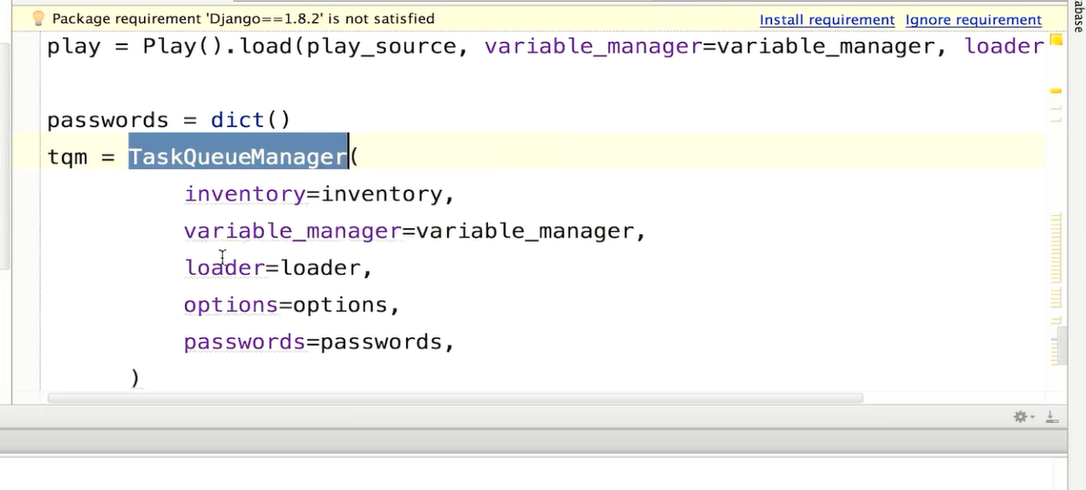 Package requirement 'Django==1.8.2' is not satisfied
Install requirement Ignore requirement
play = Play().load(play_source, variable_manager=variable_manager, loader
passwords = dict()
tqm = TaskQueueManager(
inventory=inventory,
variable_manager=variable_manager,
loader=loader,
options=options,
passwords=passwords,
)
abase